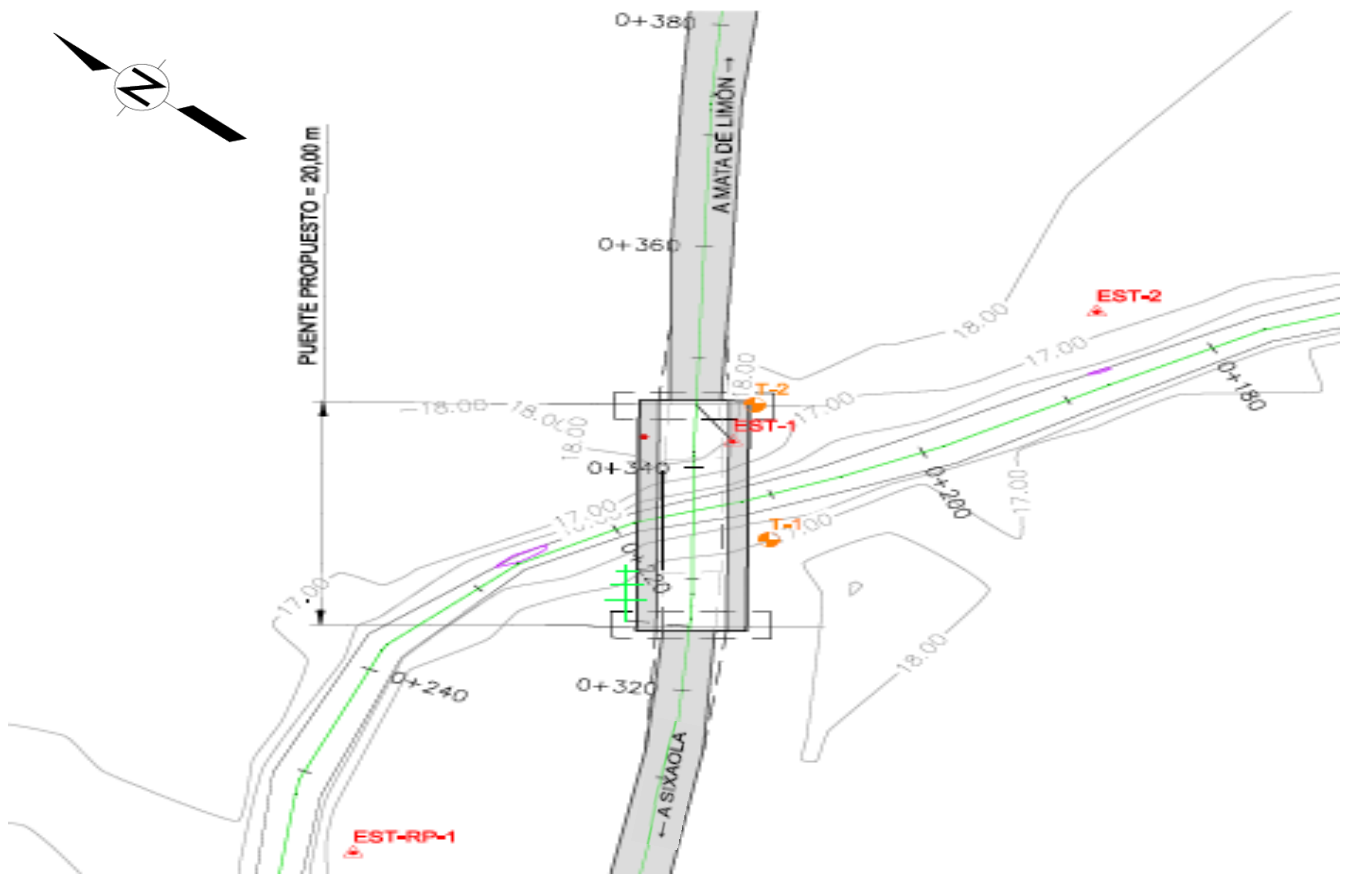 0+380
N
A MATA DE LIMÓN →
PUENTE PROPUESTO = 20,00 m
0+360
EST-2
18.00
17.00
18.00
0+180
T-2
18.00
18.00
17.00
EST-1
18.00
0+340
0+200
17.00
17.00
T-1
17.00
17.00
18.00
0+240
0+320
← A SIXAOLA
EST-RP-1